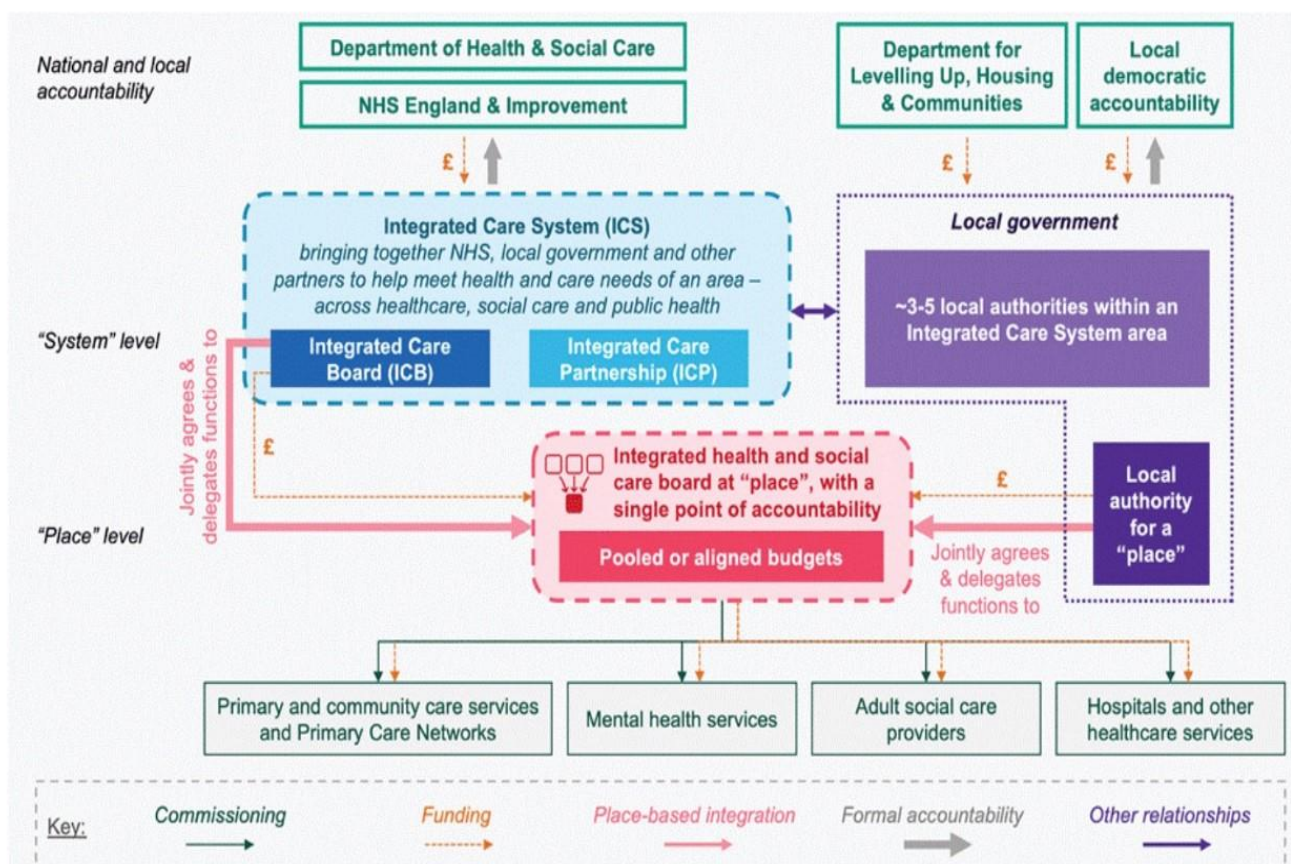 National and local
accountability
Department of Health & Social Care
NHS England & Improvement
Department for
Levelling Up, Housing
& Communities
Local
democratic
accountability
£
£
£
Integrated Care System (ICS)
bringing together NHS, local government and other
partners to help meet health and care needs of an area –
across healthcare, social care and public health
Local government
"System" level
Integrated Care
Board (ICB)
Integrated Care
Partnership (ICP)
~3-5 local authorities within an
Integrated Care System area
Jointly agrees &
delegates functions to
£
"Place" level
Integrated health and social
care board at "place", with a
single point of accountability
Pooled or aligned budgets
£
Jointly agrees
& delegates
functions to
Local
authority
for a
"place"
Primary and community care services
and Primary Care Networks
Mental health services
Adult social care
providers
Hospitals and other
healthcare services
Key:
Commissioning
Funding
Place-based integration
Formal accountability
Other relationships